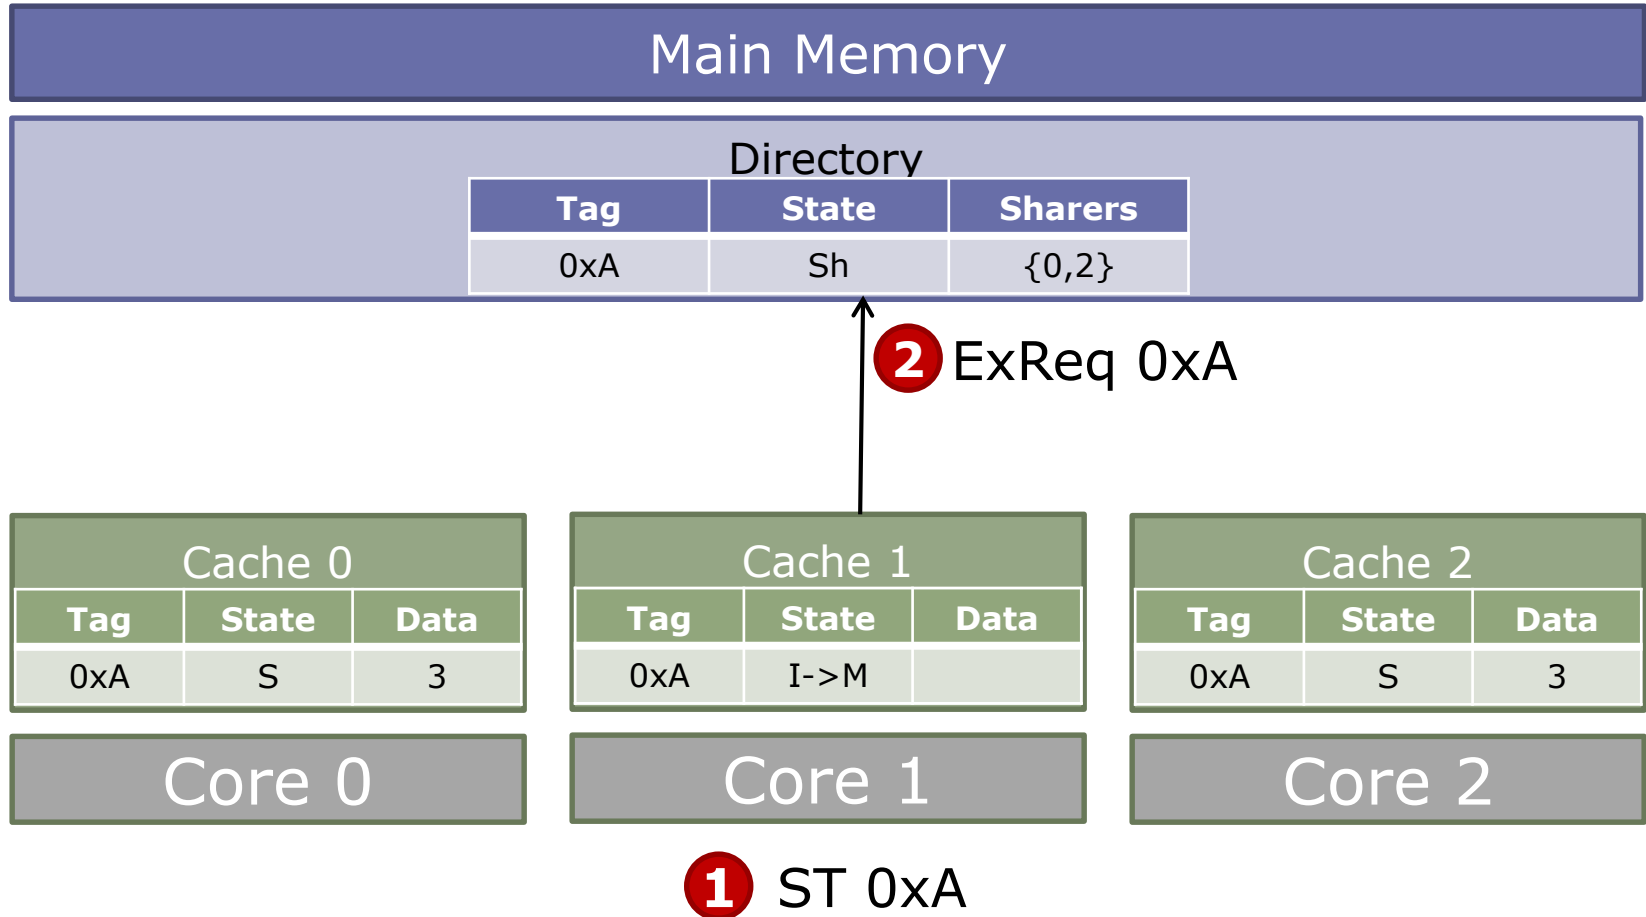 Main Memory
Directory
Tag State Sharers
0xA Sh {0,2}
2 ExReq 0xA
Cache 0
Tag State Data
0xA S 3
Core 0
Cache 1
Tag State Data
0xA I->M
Core 1
Cache 2
Tag State Data
0xA S 3
Core 2
1 ST 0xA